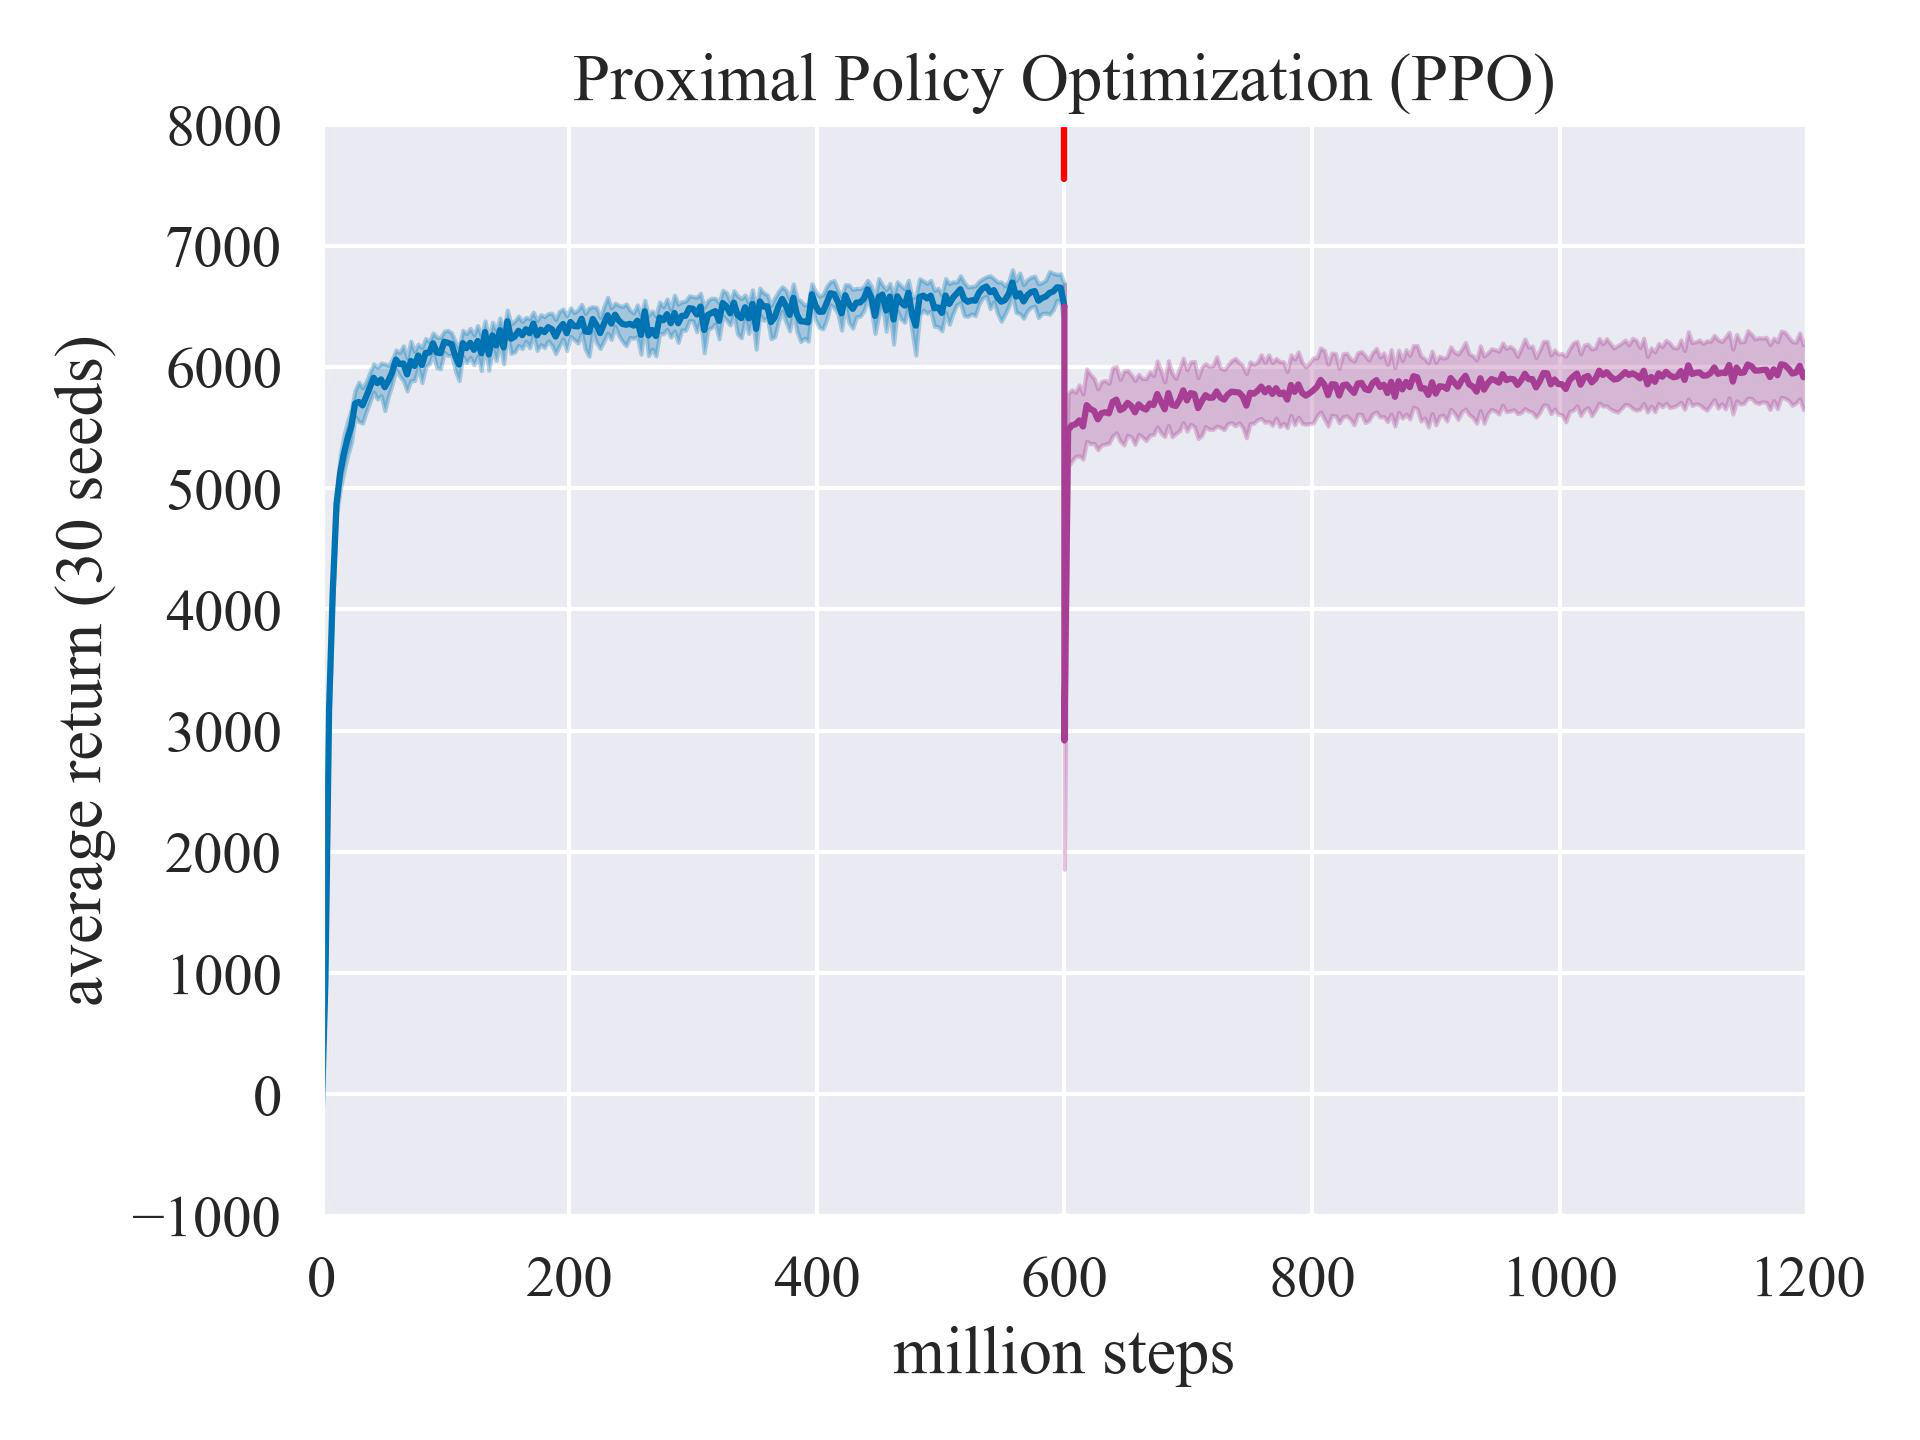 Proximal Policy Optimization (PPO)
8000
7000
6000
5000
4000
3000
2000
1000
0
−1000
average return (30 seeds)
0 200 400 600 800 1000 1200
million steps